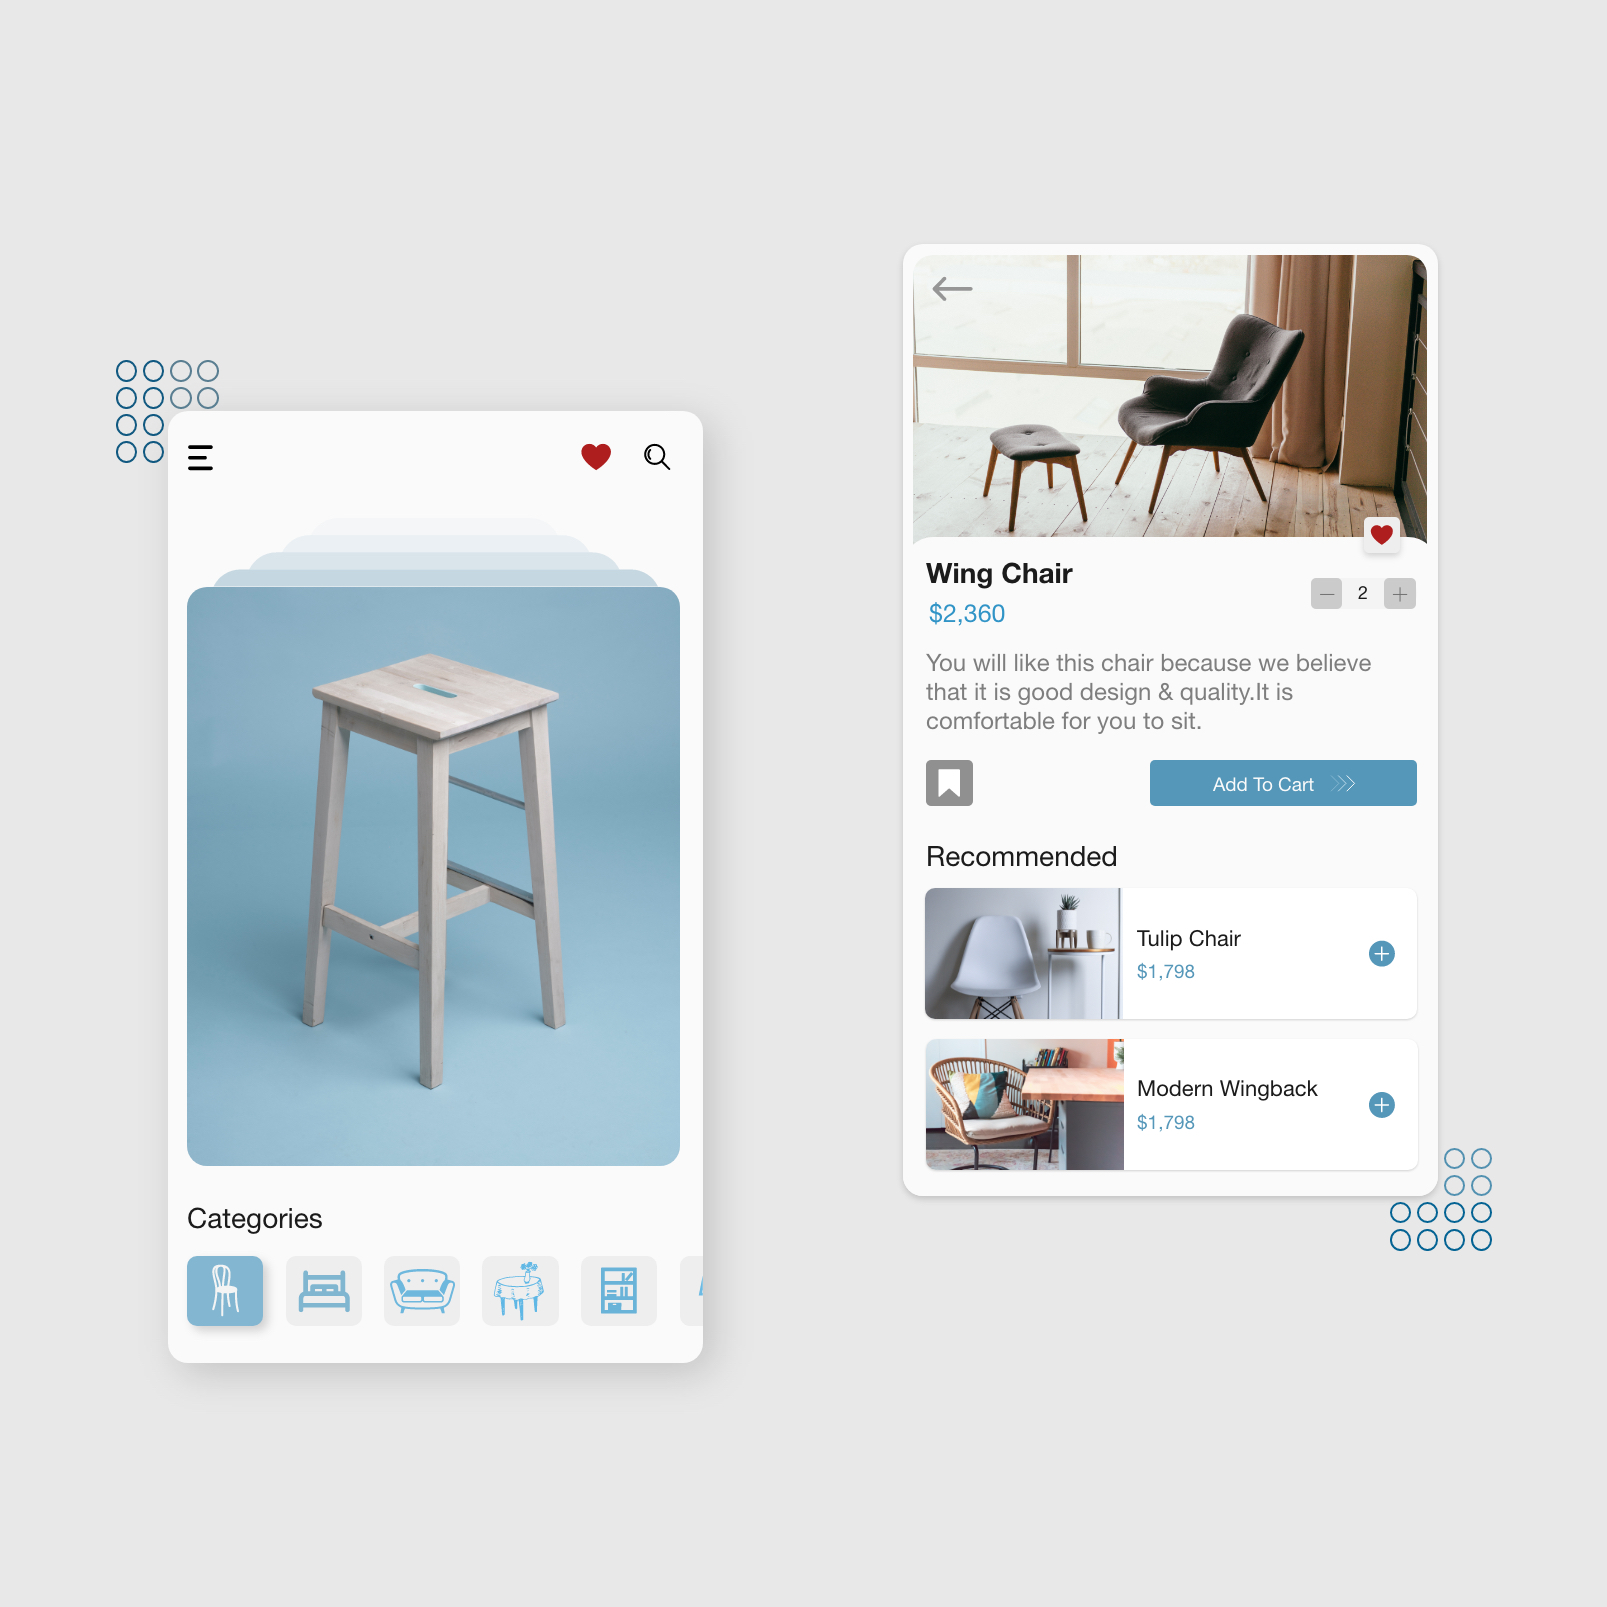 Categories
Wing Chair
$2,360
2
You will like this chair because we believe
that it is good design & quality.It is
comfortable for you to sit.
Add To Cart
Recommended
Tulip Chair
$1,798
Modern Wingback
$1,798